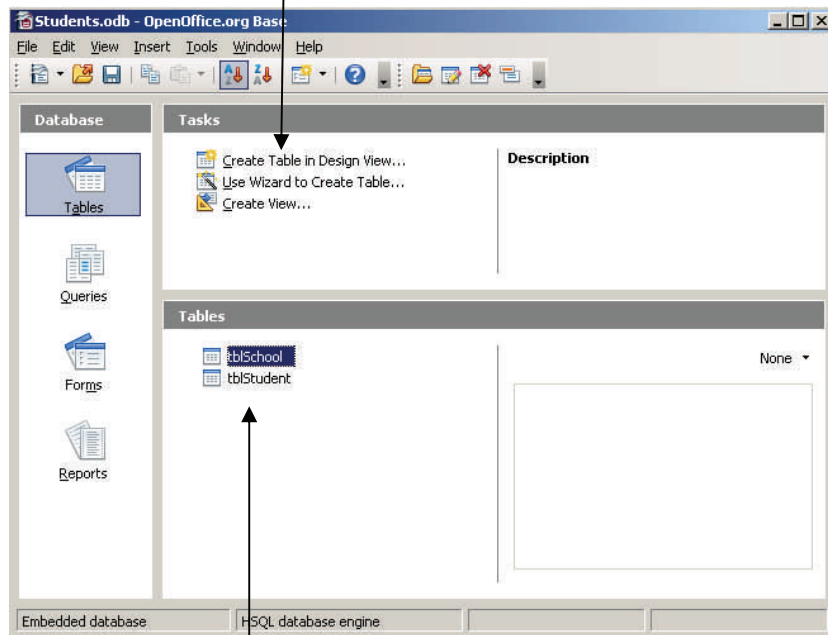 Students.odb - OpenOffice.org Base
File Edit View Insert Tools Window Help
Database
Tasks
Tables
Queries
Forms
Reports
Create Table in Design View...
Use Wizard to Create Table...
Create View...
Description
Tables
tblSchool
tblStudent
None
Embedded database
HSQL database engine